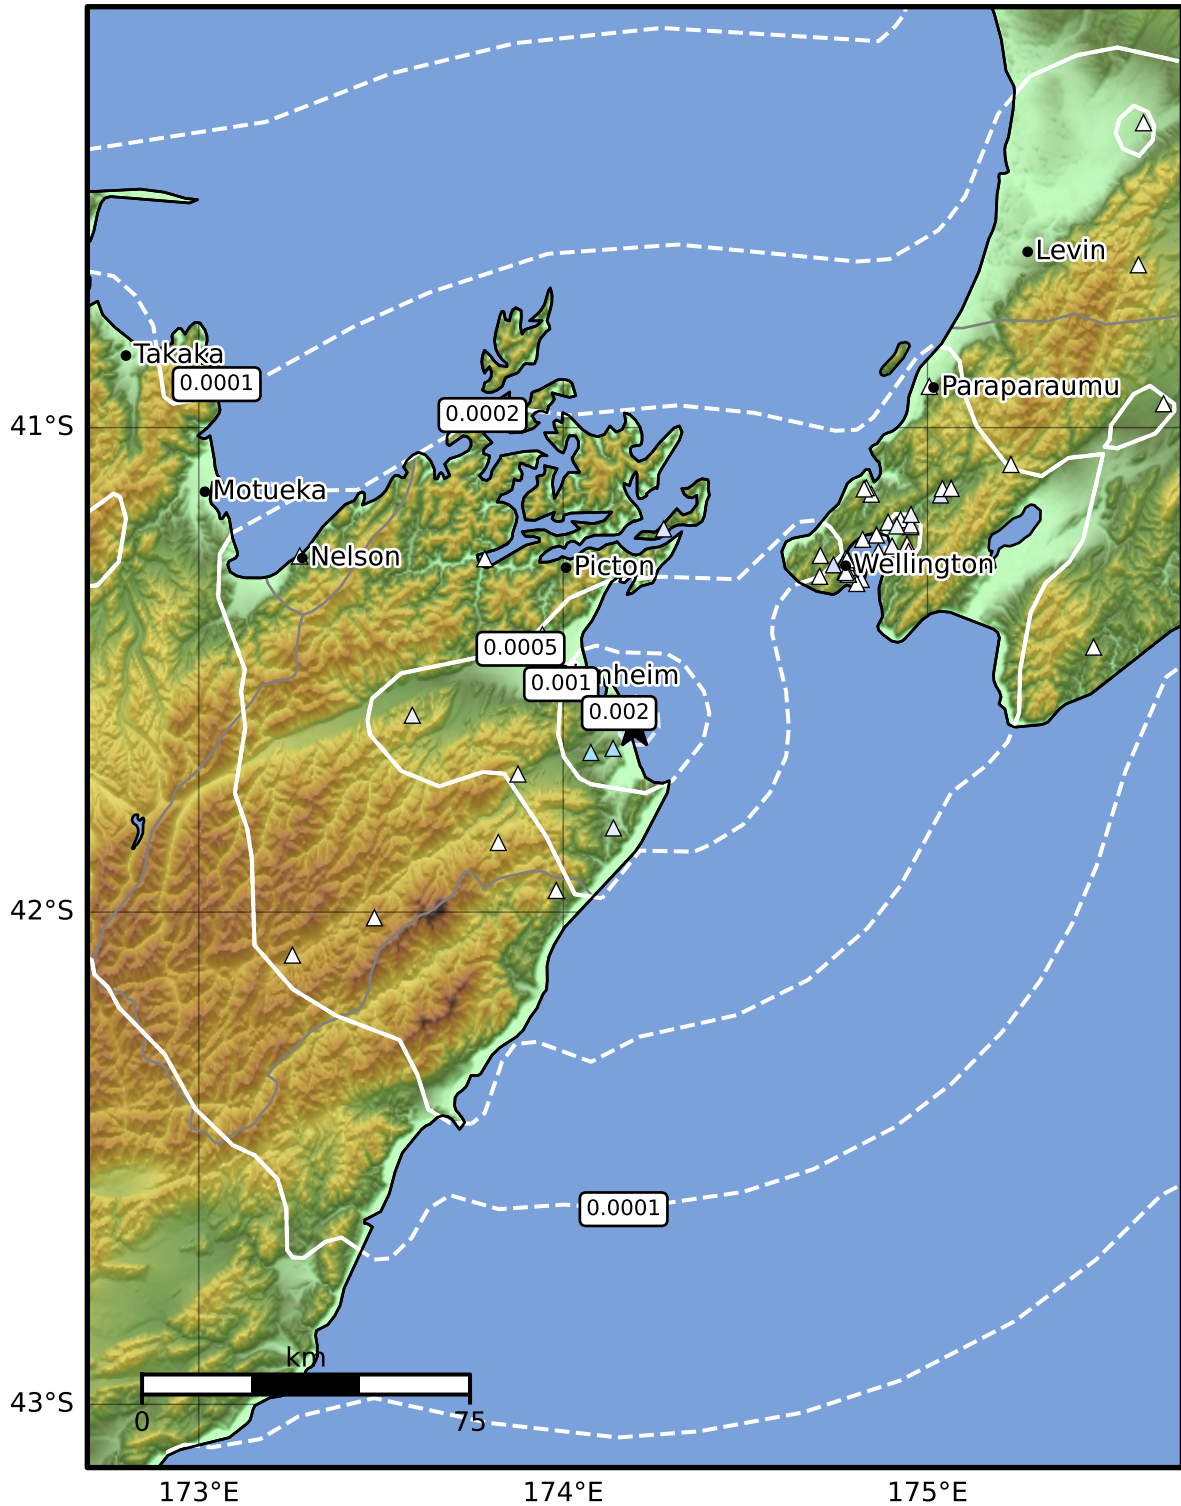 Levin
Takaka
0.0001
Paraparaumu
0.0002
41°S
Motueka
Nelson
Picton
Wellington
0.0005
nheim
0.001
0.002
42°S
0.0001
km
43°S
0
75
173°E
174°E
175°E